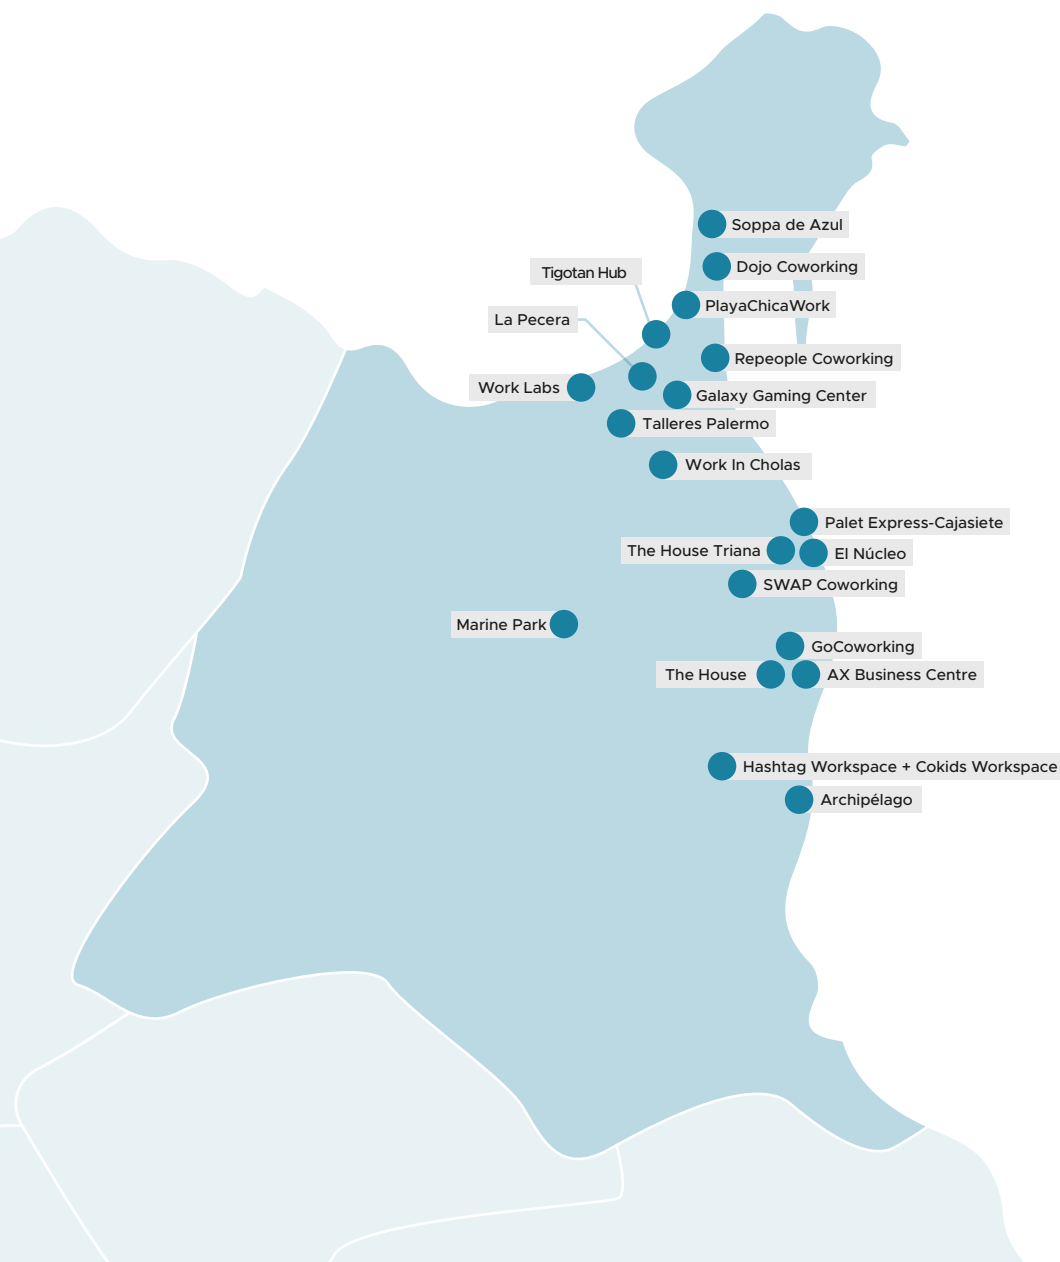 Soppa de Azul
Dojo Coworking
Tigotan Hub
PlayaChicaWork
La Pecera
Repeople Coworking
Work Labs
Galaxy Gaming Center
Talleres Palermo
Work In Cholas
Palet Express-Cajasiete
The House Triana
El Núcleo
SWAP Coworking
Marine Park
GoCoworking
The House
AX Business Centre
Hashtag Workspace + Cokids Workspace
Archipélago